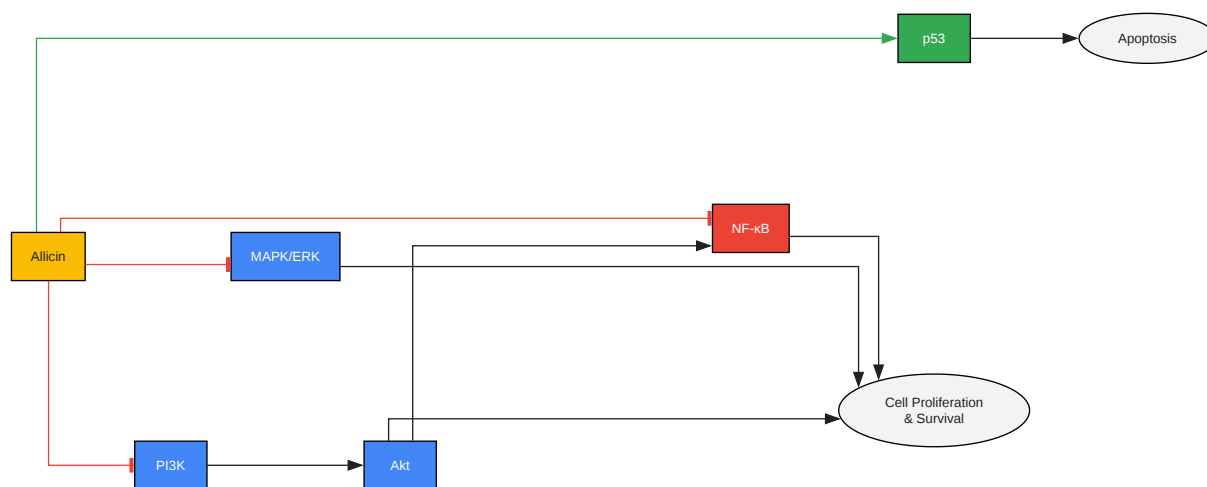 p53
Apoptosis
NF-κB
Allicin
MAPK/ERK
Cell Proliferation
& Survival
PI3K
Akt